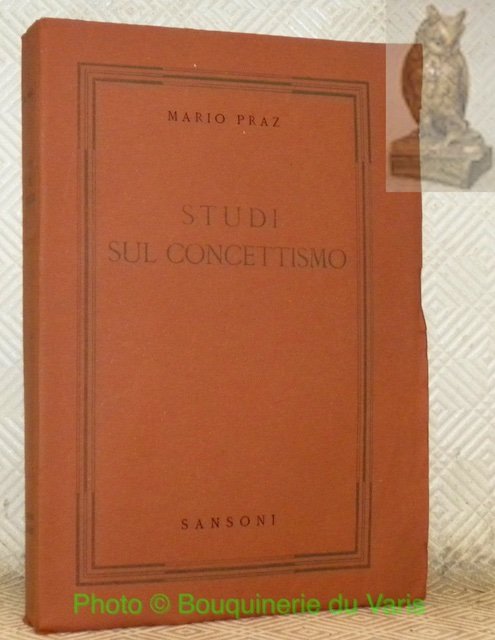 MARIO PRAZ
STUDI
SUL CONCETTISMO
SANSONI
Photo © Bouquinerie du Varis